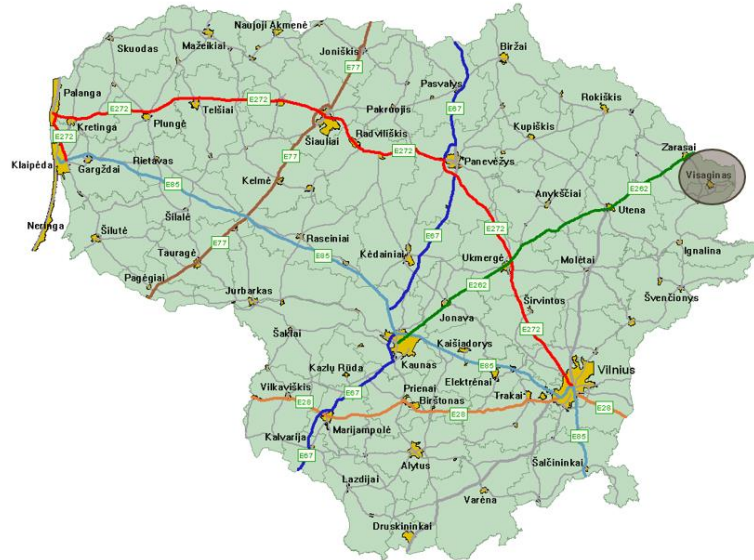 Naujoji Akmenė
Skuodas
Mažeikiai
Joniškis
E77
E67
Biržai
Pasvalys
Palanga
E272
E272
Telšiai
E272
Pakruojis
Rokiškis
Kretinga
Plungė
E272
Šiauliai
Radviliškis
Kupiškis
E272
Panevėžys
Zarasai
Klaipėda
Gargždai
Rietavas
E77
Visaginas
E85
Kelmė
E262
Anykščiai
Utena
Neringa
Šilutė
Šilalė
E77
Raseiniai
E67
E272
Ignalina
E85
Kėdainiai
Ukmergė
Molėtai
Tauragė
Pagėgiai
E262
Švenčionys
Jurbarkas
Jonava
Širvintos
Šakiai
Kaišiadorys
E272
Kaunas
E85
Kazlų Rūda
Elektrėnai
Vilnius
Vilkaviškis
E67
Prienai
Trakai
E28
Birštonas
E28
E28
Marijampolė
Kalvarija
E85
E67
Alytus
Šalčininkai
Lazdijai
Varėna
Druskininkai